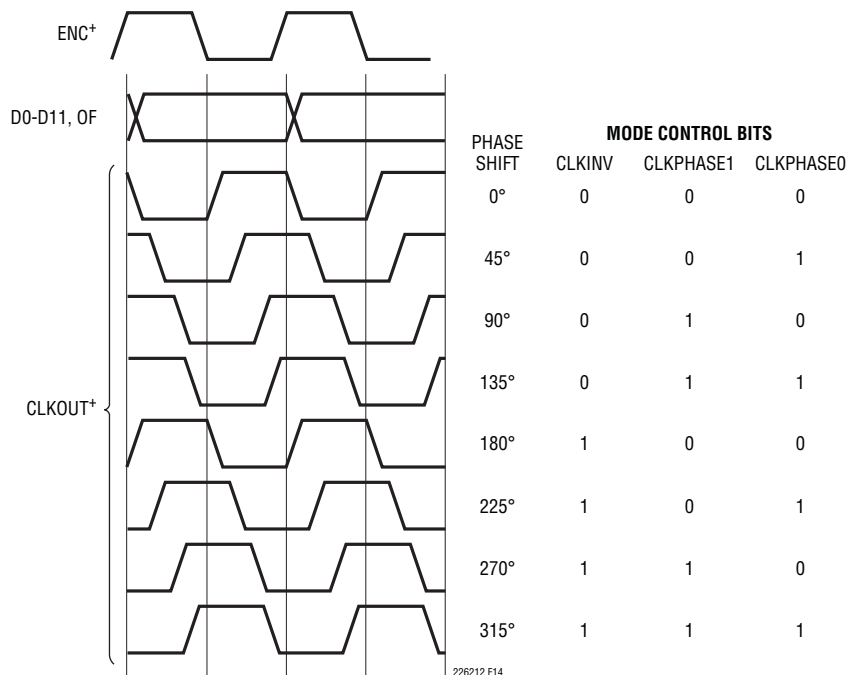 ENC+
D0-D11, OF
MODE CONTROL BITS
PHASE
SHIFT CLKINV CLKPHASE1 CLKPHASE0
0° 0 0 0
45° 0 0 1
90° 0 1 0
135° 0 1 1
CLKOUT+
180° 1 0 0
225° 1 0 1
270° 1 1 0
315° 1 1 1
226212 F14